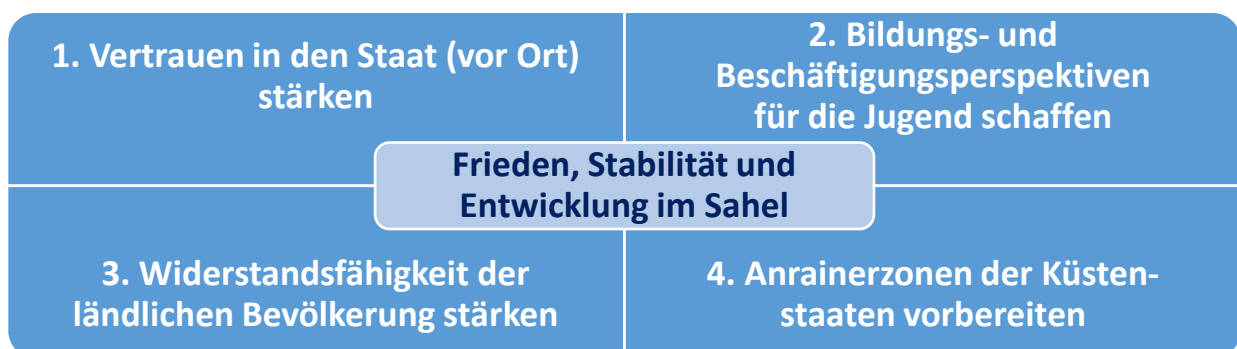 1. Vertrauen in den Staat (vor Ort)
stärken
2. Bildungs- und
Beschäftigungsperspektiven
für die Jugend schaffen
Frieden, Stabilität und
Entwicklung im Sahel
3. Widerstandsfähigkeit der
ländlichen Bevölkerung stärken
4. Anrainerzonen der Küsten-
staaten vorbereiten